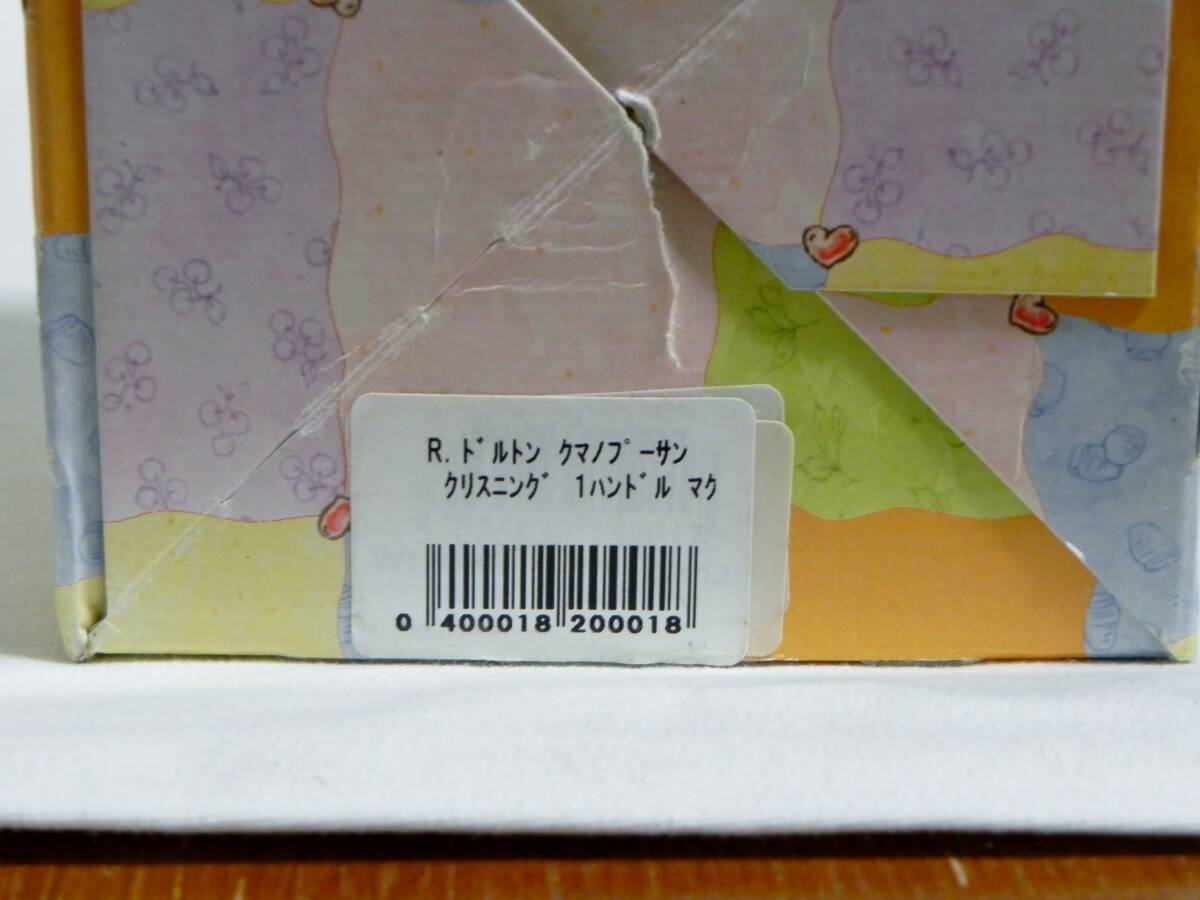 R.ﾄﾞﾙﾄﾝ ｸﾏﾉﾌﾟｰｻﾝ
ｸﾘｽﾆﾝｸﾞ 1ﾊﾝﾄﾞﾙ ﾏｸ
0 400018 200018